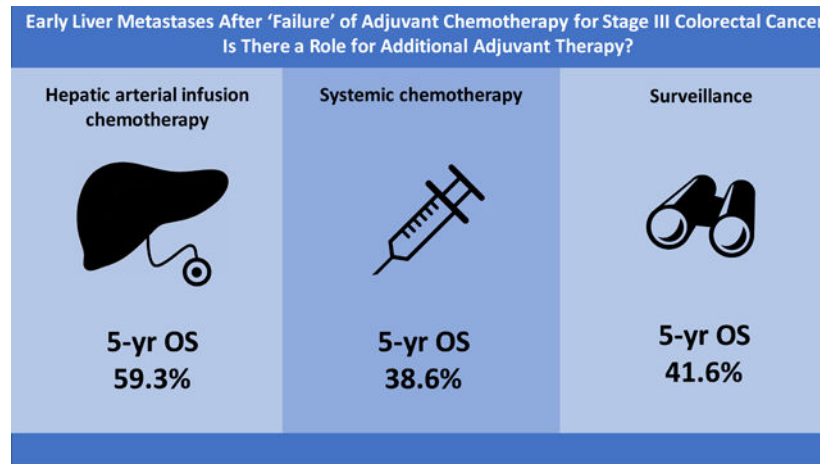 Early Liver Metastases After ‘Failure’ of Adjuvant Chemotherapy for Stage III Colorectal Cancer
Is There a Role for Additional Adjuvant Therapy?
Hepatic arterial infusion
chemotherapy
5-yr OS
59.3%
Systemic chemotherapy
5-yr OS
38.6%
Surveillance
5-yr OS
41.6%